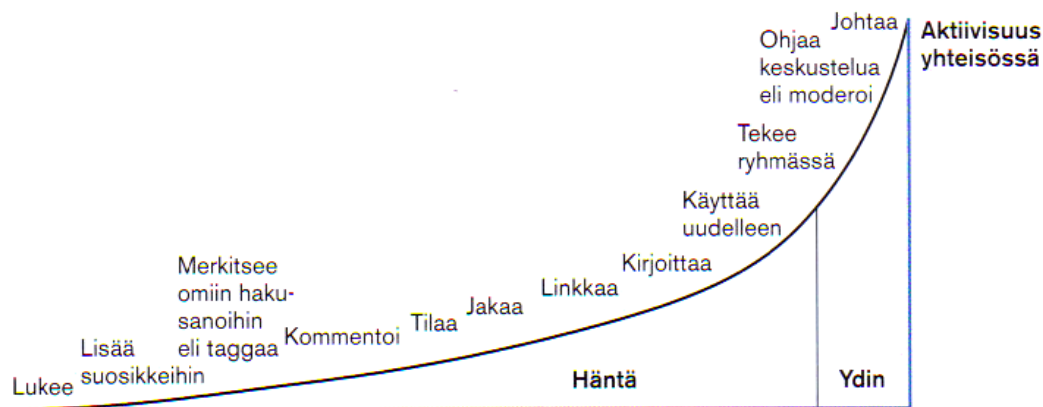 Lukee
Lisää
suosikkeihin
Merkitsee
omiin haku-
sanoihin
eli taggaa
Kommentoi
Tilaa
Jakaa
Linkkaa
Kirjoittaa
Käyttää
uudelleen
Tekee
ryhmässä
Ohjaa
keskustelua
eli moderoi
Johtaa
Aktiivisuus
yhteisössä
Häntä
Ydin